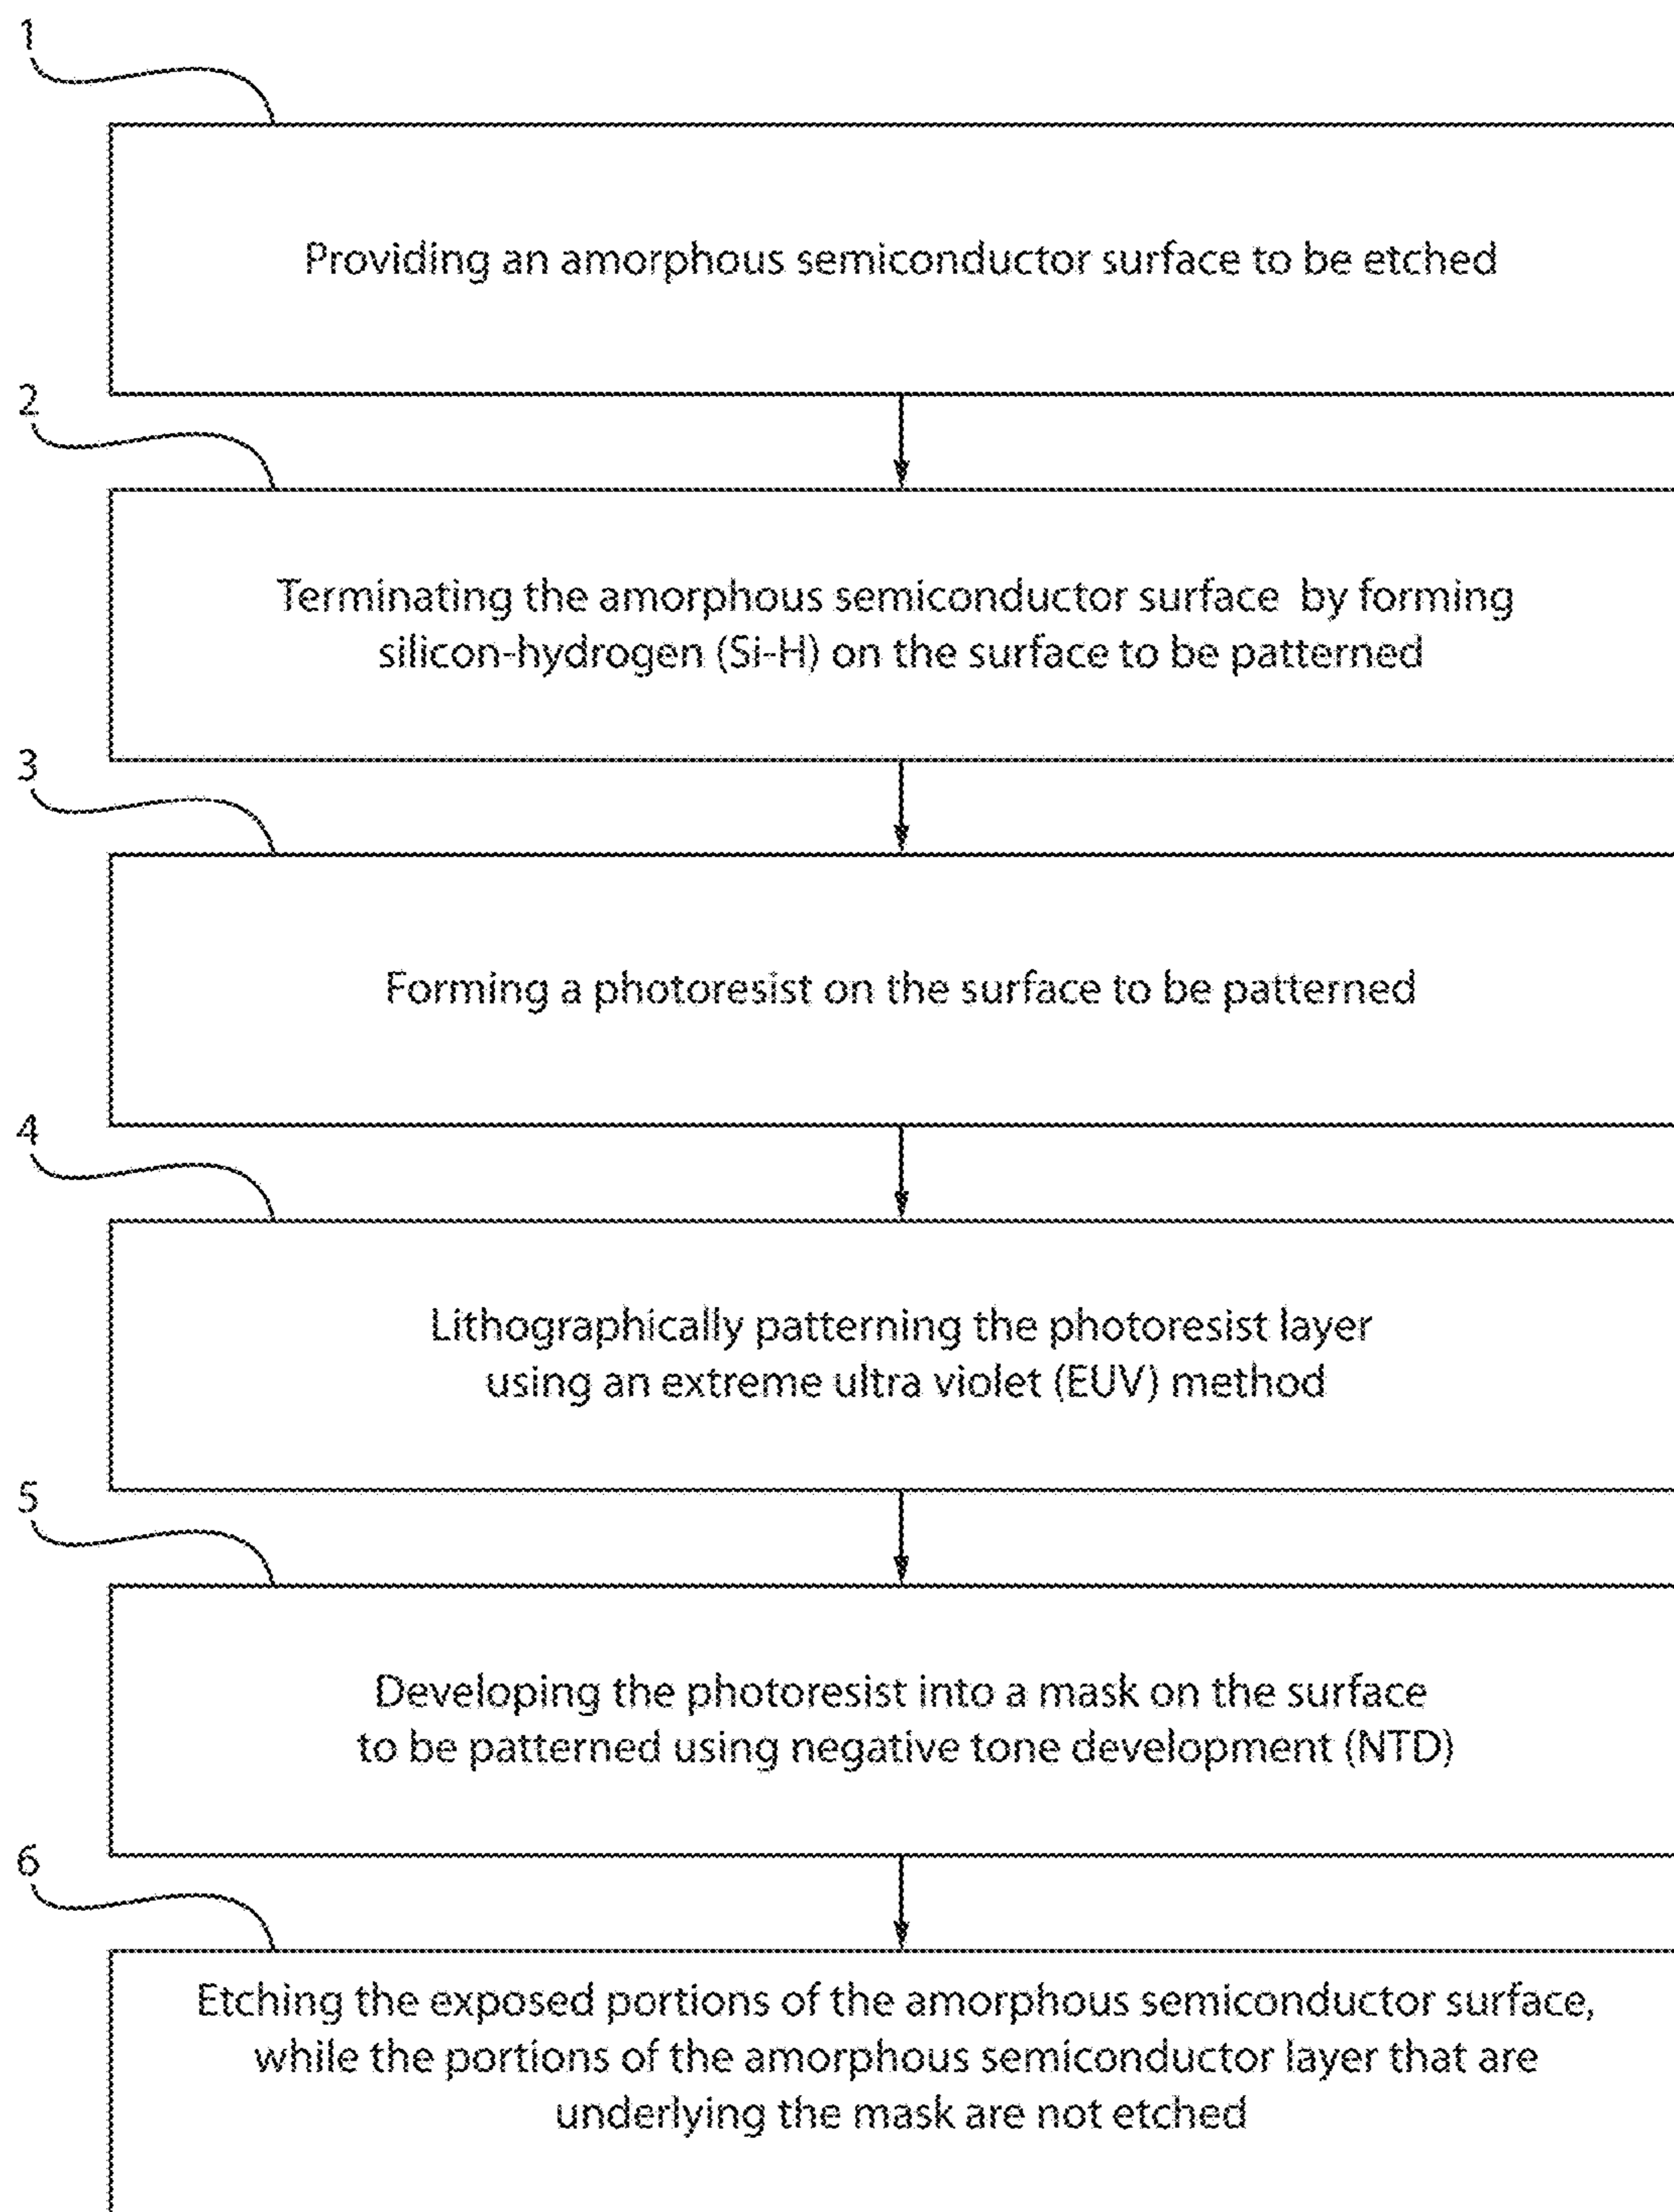 1
Providing an amorphous semiconductor surface to be etched
2
Terminating the amorphous semiconductor surface by forming
silicon-hydrogen (Si-H) on the surface to be patterned
3
Forming a photoresist on the surface to be patterned
4
Lithographically patterning the photoresist layer
using an extreme ultra violet (EUV) method
5
Developing the photoresist into a mask on the surface
to be patterned using negative tone development (NTD)
6
Etching the exposed portions of the amorphous semiconductor surface,
while the portions of the amorphous semiconductor layer that are
underlying the mask are not etched